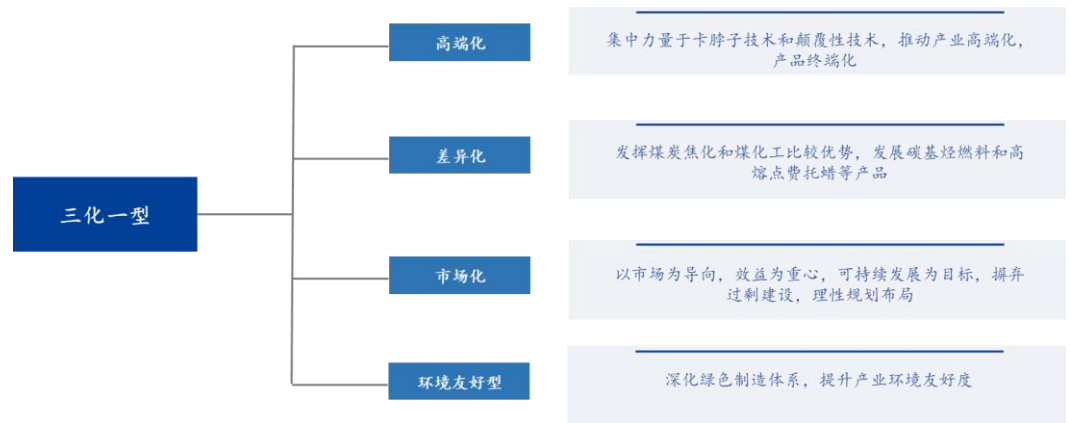 三化一型
高端化
集中力量于卡脖子技术和颠覆性技术，推动产业高端化，
产品终端化
差异化
发挥煤炭焦化和煤化工比较优势，发展碳基烃燃料和高
熔点费托蜡等产品
市场化
以市场为导向，效益为重心，可持续发展为目标，摒弃
过剩建设，理性规划布局
环境友好型
深化绿色制造体系，提升产业环境友好度